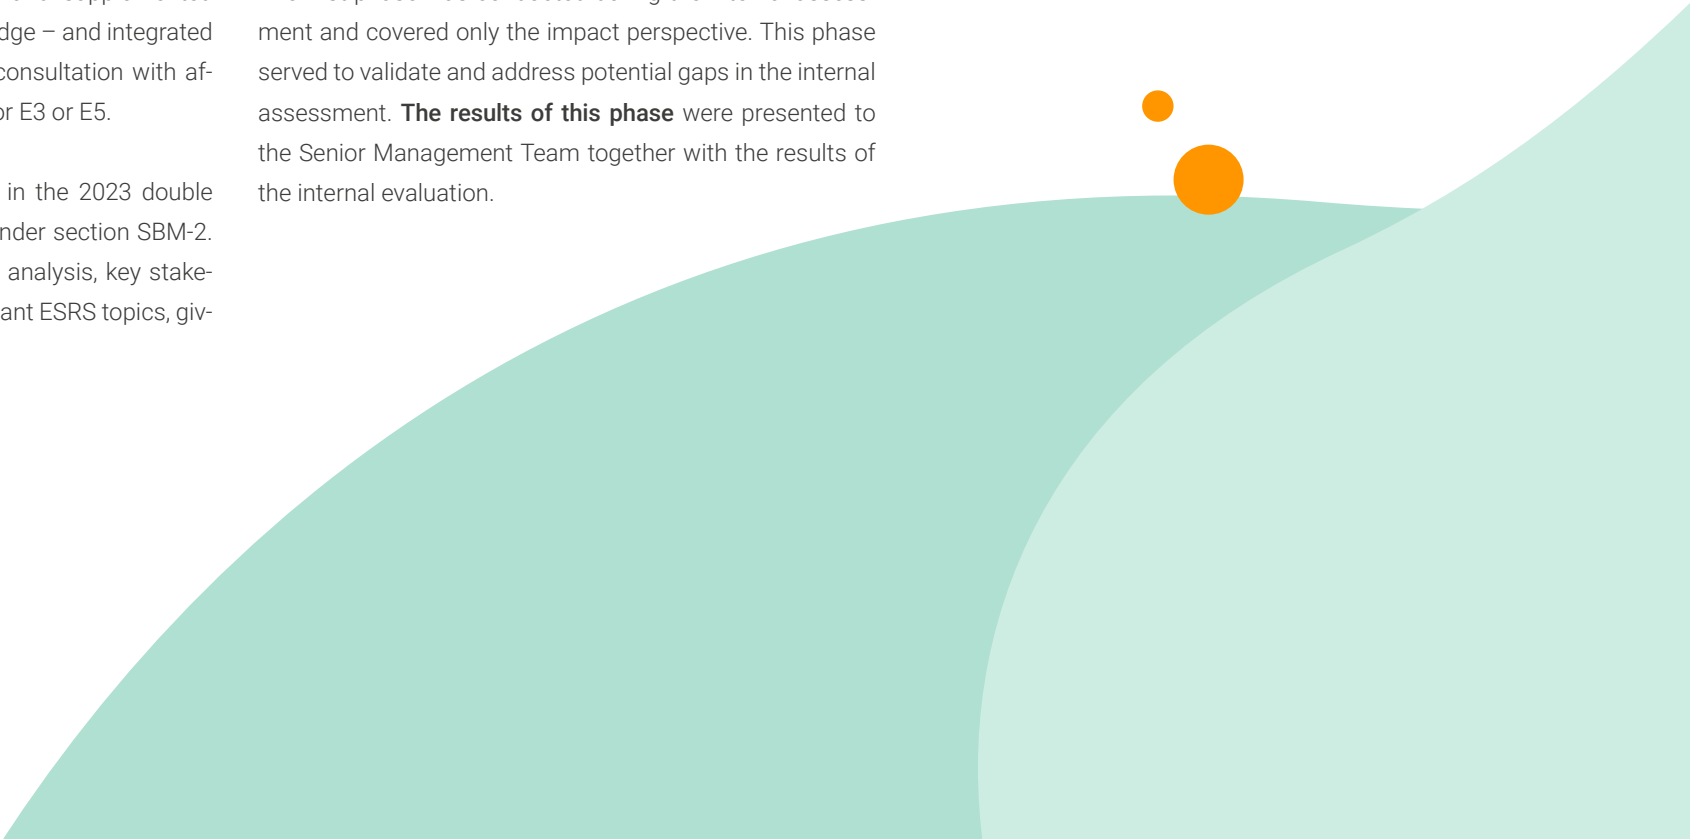 dge – and integrated
consultation with af-
or E3 or E5.
in the 2023 double
nder section SBM-2.
analysis, key stake-
ant ESRS topics, giv-
ment and covered only the impact perspective. This phase
served to validate and address potential gaps in the internal
assessment. The results of this phase were presented to
the Senior Management Team together with the results of
the internal evaluation.